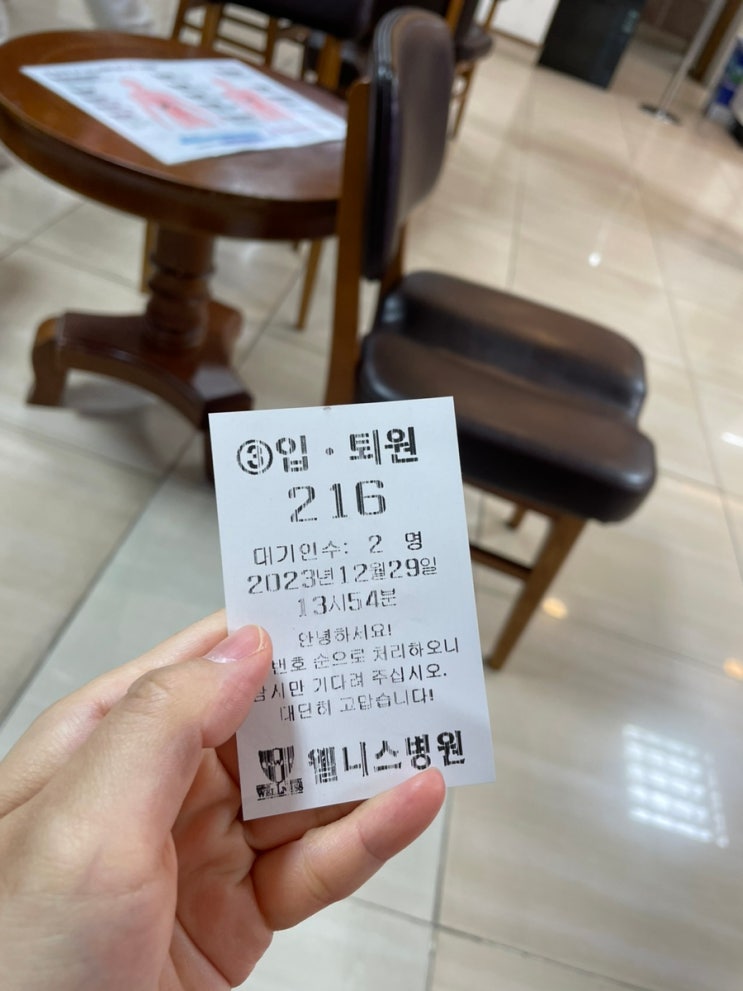 ③입·퇴원
216
대기인수: 2 명
2023년12월29일
13시54분
안녕하서요!
번호 순으로 처리하오니
잠시만 기다려 주십시오.
대단히 고맙습니다!
웰니스병원